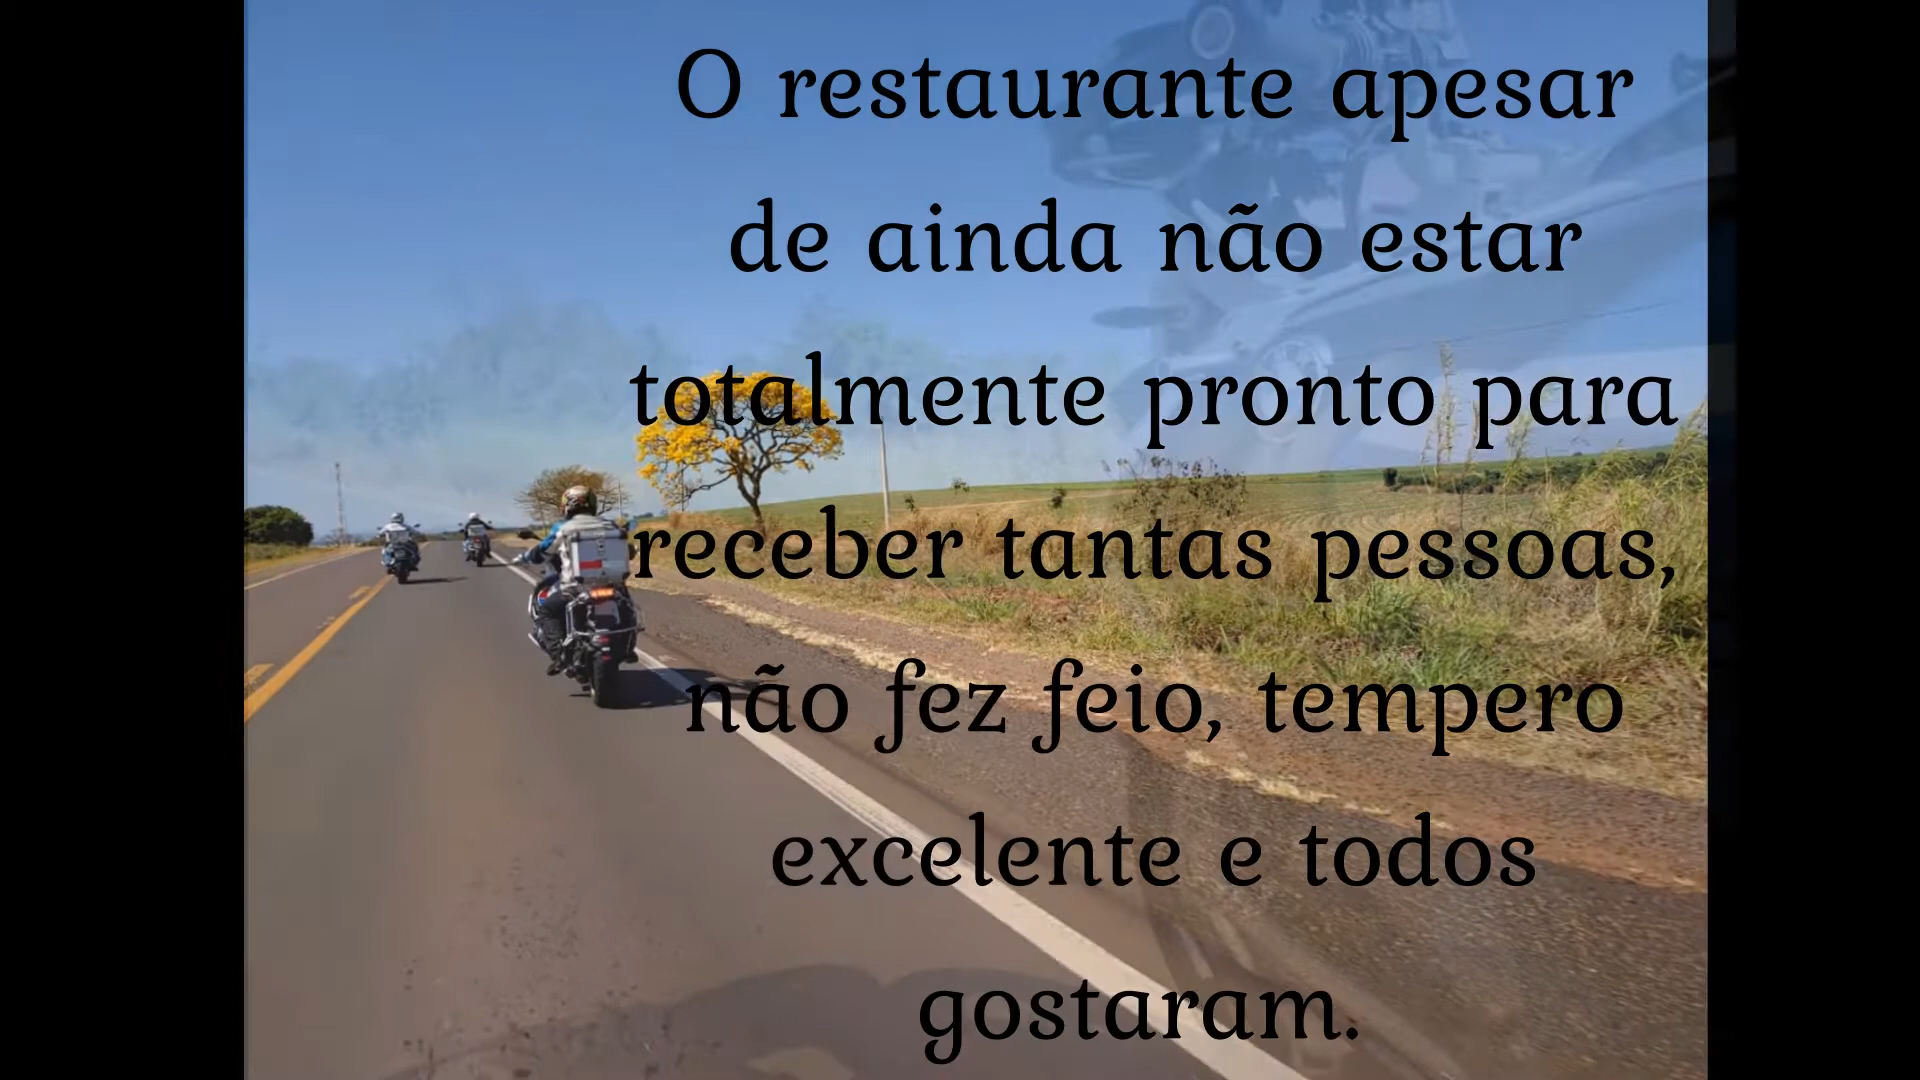 O restaurante apesar
de ainda não estar
totalmente pronto para
receber tantas pessoas,
não fez feio, tempero
excelente e todos
gostaram.